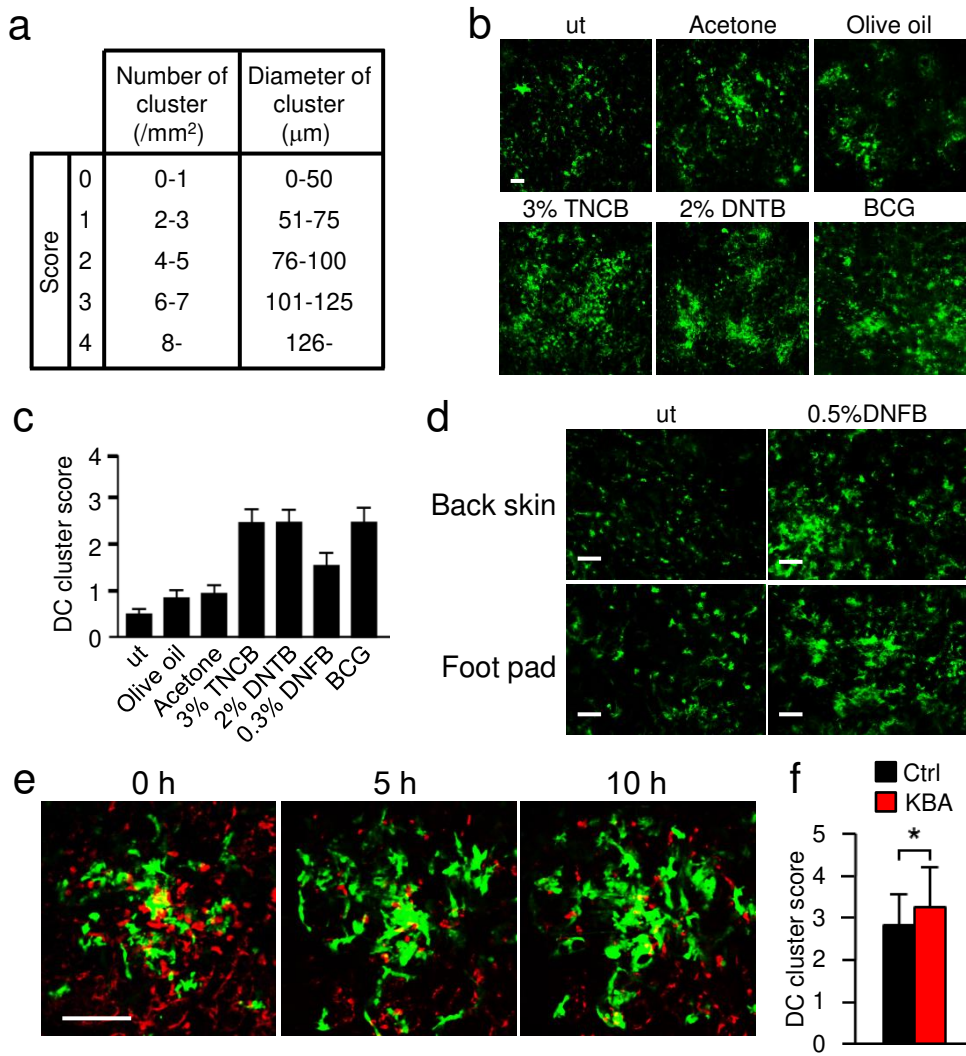 a
Number of cluster (/mm²)
Diameter of cluster (μm)
Score
0 0-1 0-50
1 2-3 51-75
2 4-5 76-100
3 6-7 101-125
4 8- 126-
b
ut Acetone Olive oil
3% TNCB 2% DNTB BCG
c
DC cluster score
4
3
2
1
0
ut
Olive oil
Acetone
3% TNCB
2% DNTB
0.3% DNFB
BCG
d
ut 0.5%DNFB
Back skin
Foot pad
e
0 h 5 h 10 h
f
Ctrl
KBA
DC cluster score
5
4
3
2
1
0
*